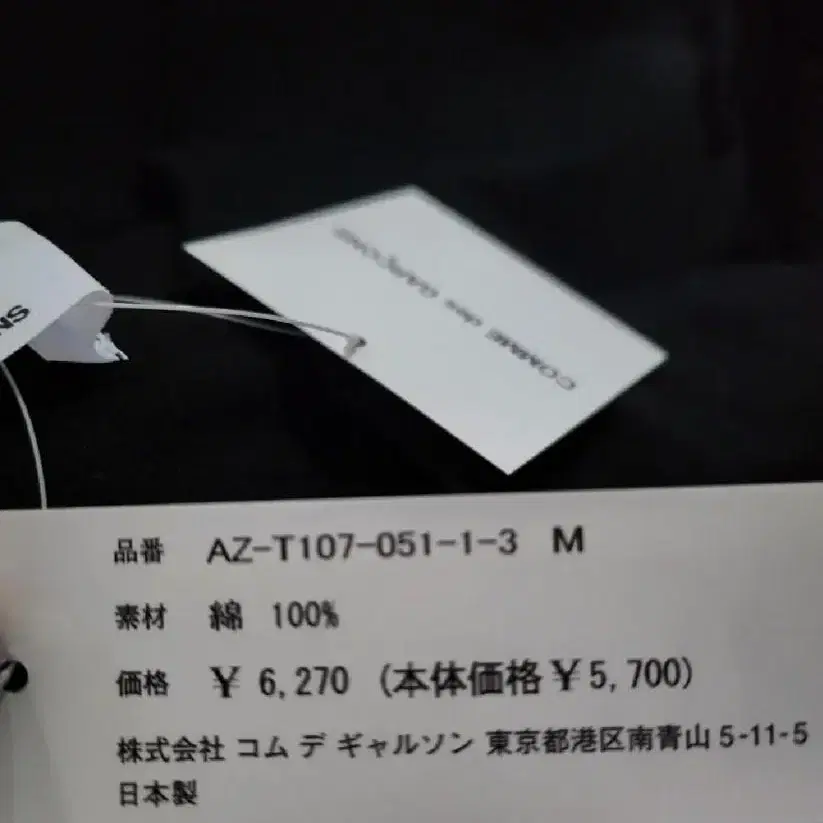 COMME des GARÇONS
SN
品番 AZ-T107-051-1-3 M
素材 綿 100%
価格 ¥ 6,270 (本体価格¥5,700)
株式会社 コム デ ギャルソン 東京都港区南青山5-11-5
日本製